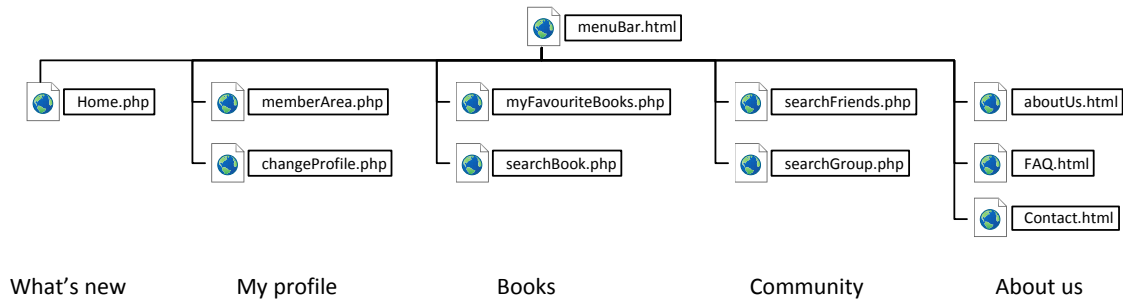 menuBar.html
Home.php
memberArea.php
myFavouriteBooks.php
searchFriends.php
aboutUs.html
changeProfile.php
searchBook.php
searchGroup.php
FAQ.html
Contact.html
What's new
My profile
Books
Community
About us